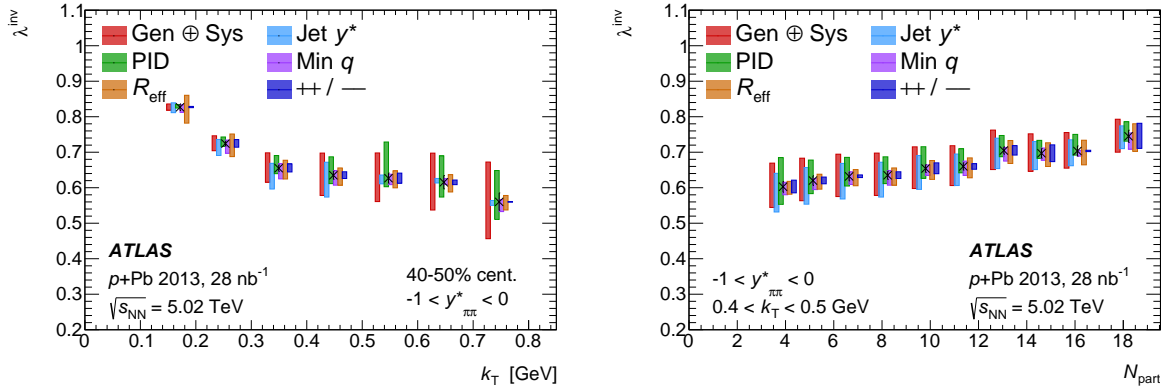 λ^inv
1.1
1
0.9
0.8
0.7
0.6
0.5
0.4
0.3
0.2
Gen ⊕ Sys
PID
R_eff
Jet y*
Min q
++ / −−
ATLAS
p+Pb 2013, 28 nb⁻¹
√s_NN = 5.02 TeV
40-50% cent.
-1 < y*_ππ < 0
0 0.1 0.2 0.3 0.4 0.5 0.6 0.7 0.8
k_T [GeV]
λ^inv
1.1
1
0.9
0.8
0.7
0.6
0.5
0.4
0.3
0.2
Gen ⊕ Sys
PID
R_eff
Jet y*
Min q
++ / −−
-1 < y*_ππ < 0
0.4 < k_T < 0.5 GeV
ATLAS
p+Pb 2013, 28 nb⁻¹
√s_NN = 5.02 TeV
0 2 4 6 8 10 12 14 16 18
N_part